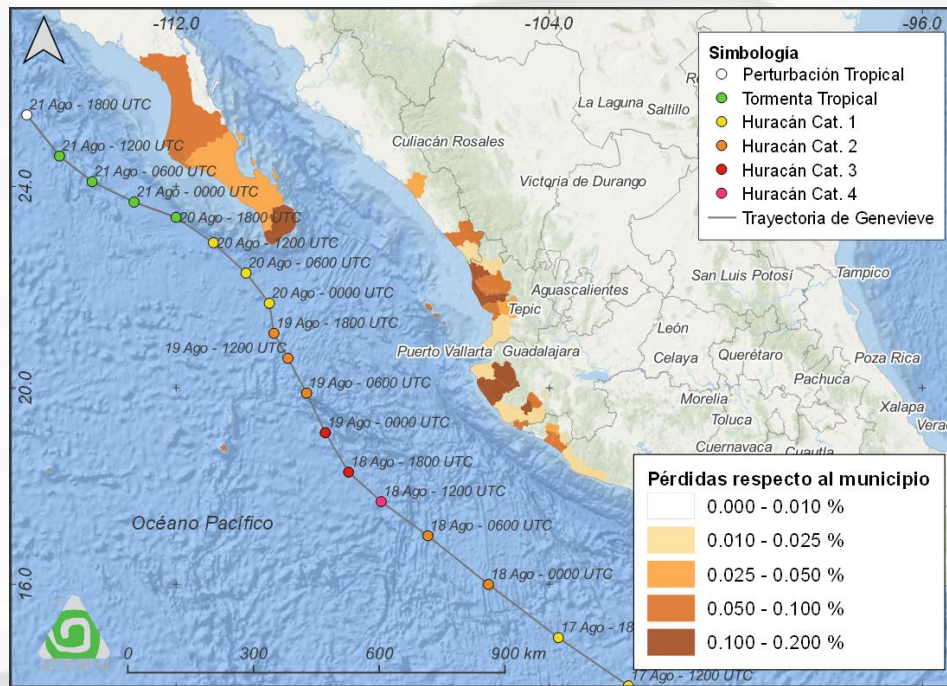 -112.0
-104.0
-96.0
Simbología
Perturbación Tropical
Tormenta Tropical
Huracán Cat. 1
Huracán Cat. 2
Huracán Cat. 3
Huracán Cat. 4
Trayectoria de Genevieve
La Laguna
Saltillo
Culiacán Rosales
Victoria de Durango
21 Ago - 1800 UTC
21 Ago - 1200 UTC
21 Ago - 0600 UTC
21 Ago - 0000 UTC
20 Ago - 1800 UTC
20 Ago - 1200 UTC
20 Ago - 0600 UTC
20 Ago - 0000 UTC
19 Ago - 1800 UTC
19 Ago - 1200 UTC
19 Ago - 0600 UTC
19 Ago - 0000 UTC
18 Ago - 1800 UTC
18 Ago - 1200 UTC
18 Ago - 0600 UTC
18 Ago - 0000 UTC
17 Ago - 18
17 Ago - 1200 UTC
24.0
20.0
16.0
San Luis Potosí
Tampico
Aguascalientes
Tepic
León
Puerto Vallarta
Guadalajara
Celaya
Querétaro
Poza Rica
Pachuca
Morelia
Toluca
Xalapa
Cuernavaca
Cuautla
Océano Pacífico
Pérdidas respecto al municipio
0.000 - 0.010 %
0.010 - 0.025 %
0.025 - 0.050 %
0.050 - 0.100 %
0.100 - 0.200 %
0 300 600 900 km